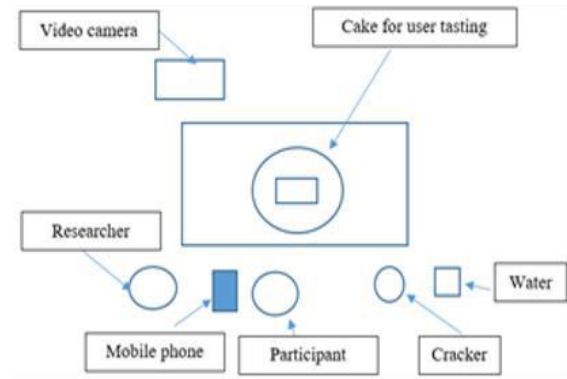 Video camera
Cake for user tasting
Researcher
Water
Mobile phone
Participant
Cracker